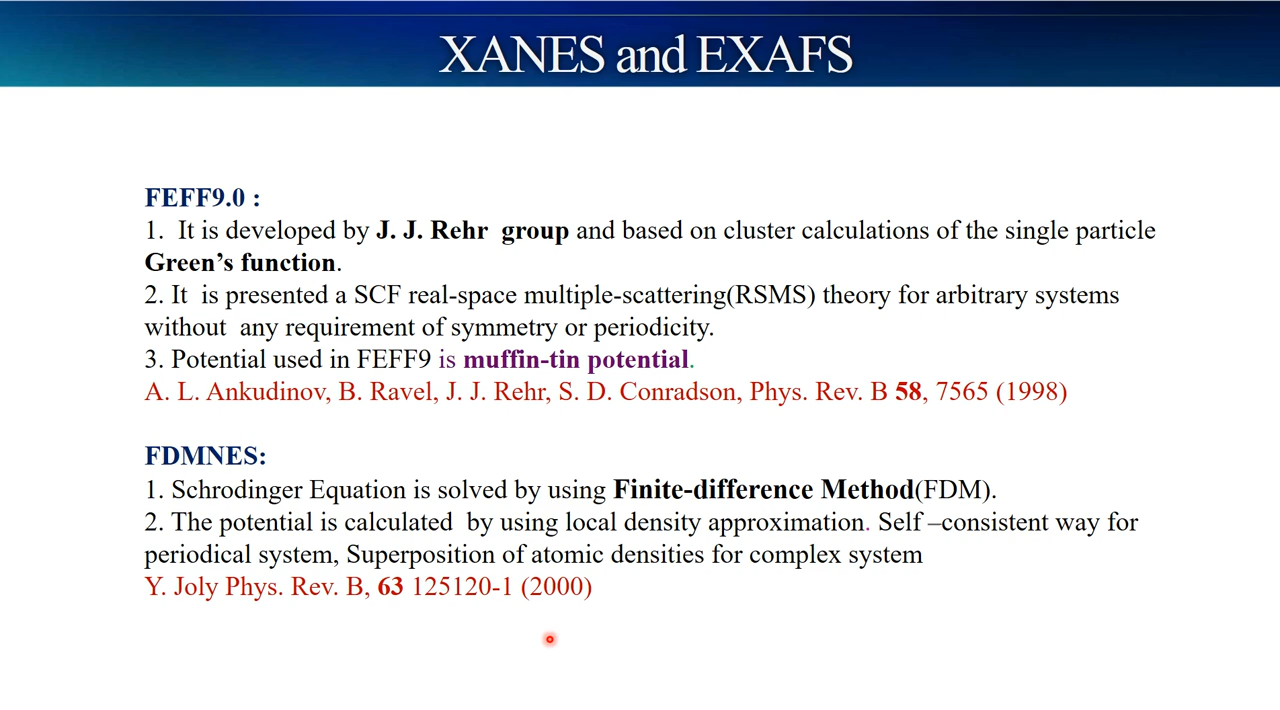 XANES and EXAFS
FEFF9.0 :
1. It is developed by J. J. Rehr group and based on cluster calculations of the single particle
Green’s function.
2. It is presented a SCF real-space multiple-scattering(RSMS) theory for arbitrary systems
without any requirement of symmetry or periodicity.
3. Potential used in FEFF9 is muffin-tin potential.
A. L. Ankudinov, B. Ravel, J. J. Rehr, S. D. Conradson, Phys. Rev. B 58, 7565 (1998)
FDMNES:
1. Schrodinger Equation is solved by using Finite-difference Method(FDM).
2. The potential is calculated by using local density approximation. Self –consistent way for
periodical system, Superposition of atomic densities for complex system
Y. Joly Phys. Rev. B, 63 125120-1 (2000)